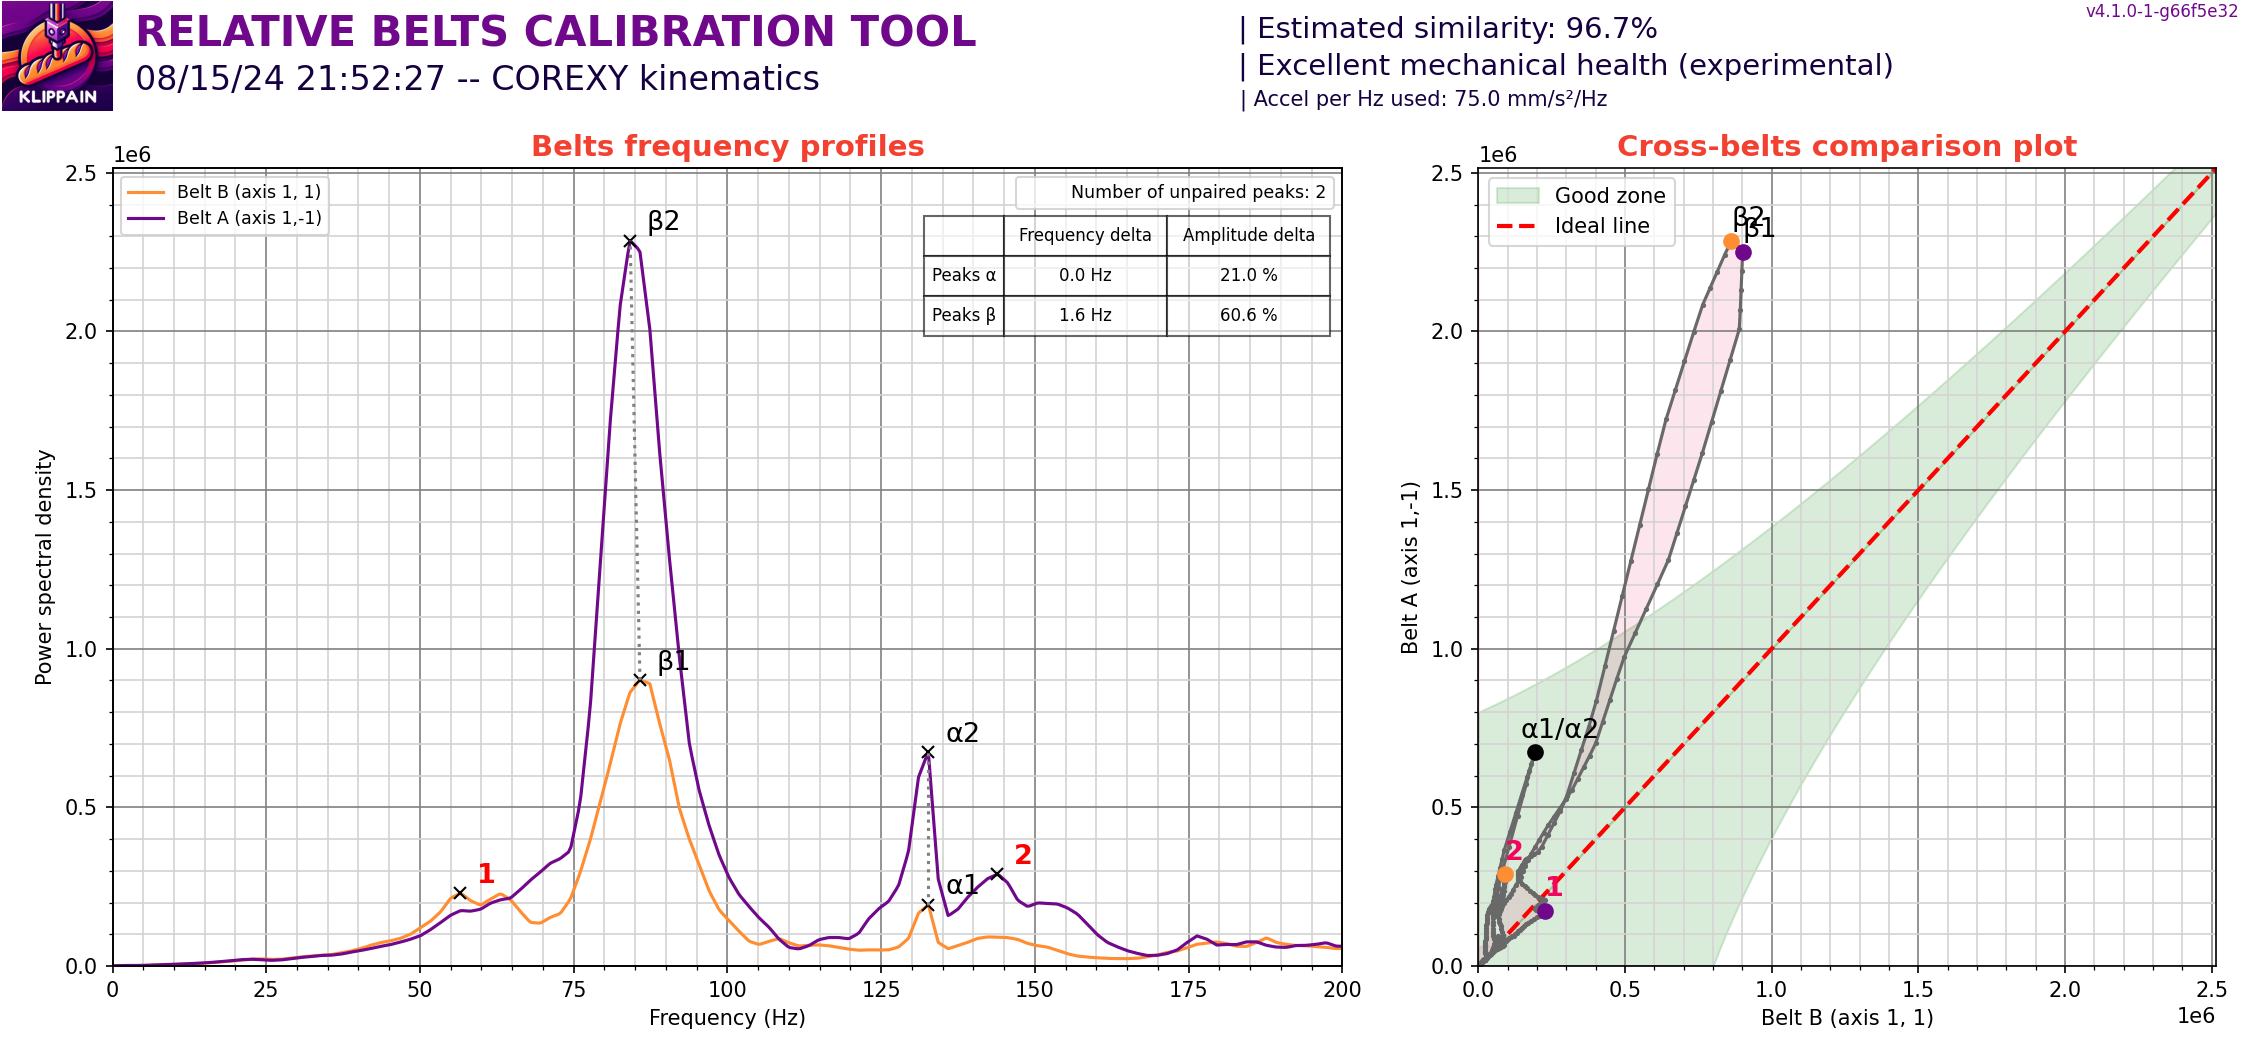 KLIPPAIN
RELATIVE BELTS CALIBRATION TOOL
08/15/24 21:52:27 -- COREXY kinematics
| Estimated similarity: 96.7%
| Excellent mechanical health (experimental)
| Accel per Hz used: 75.0 mm/s²/Hz
v4.1.0-1-g66f5e32
Belts frequency profiles
1e6
2.5
2.0
1.5
1.0
0.5
0.0
Power spectral density
Belt B (axis 1, 1)
Belt A (axis 1,-1)
Number of unpaired peaks: 2
Frequency delta Amplitude delta
Peaks α 0.0 Hz 21.0 %
Peaks β 1.6 Hz 60.6 %
β2
β1
α2
α1
1
2
0 25 50 75 100 125 150 175 200
Frequency (Hz)
Cross-belts comparison plot
1e6
2.5
2.0
1.5
1.0
0.5
0.0
Belt A (axis 1,-1)
Good zone
Ideal line
β2
β1
α1/α2
2
1
0.0 0.5 1.0 1.5 2.0 2.5
Belt B (axis 1, 1)
1e6